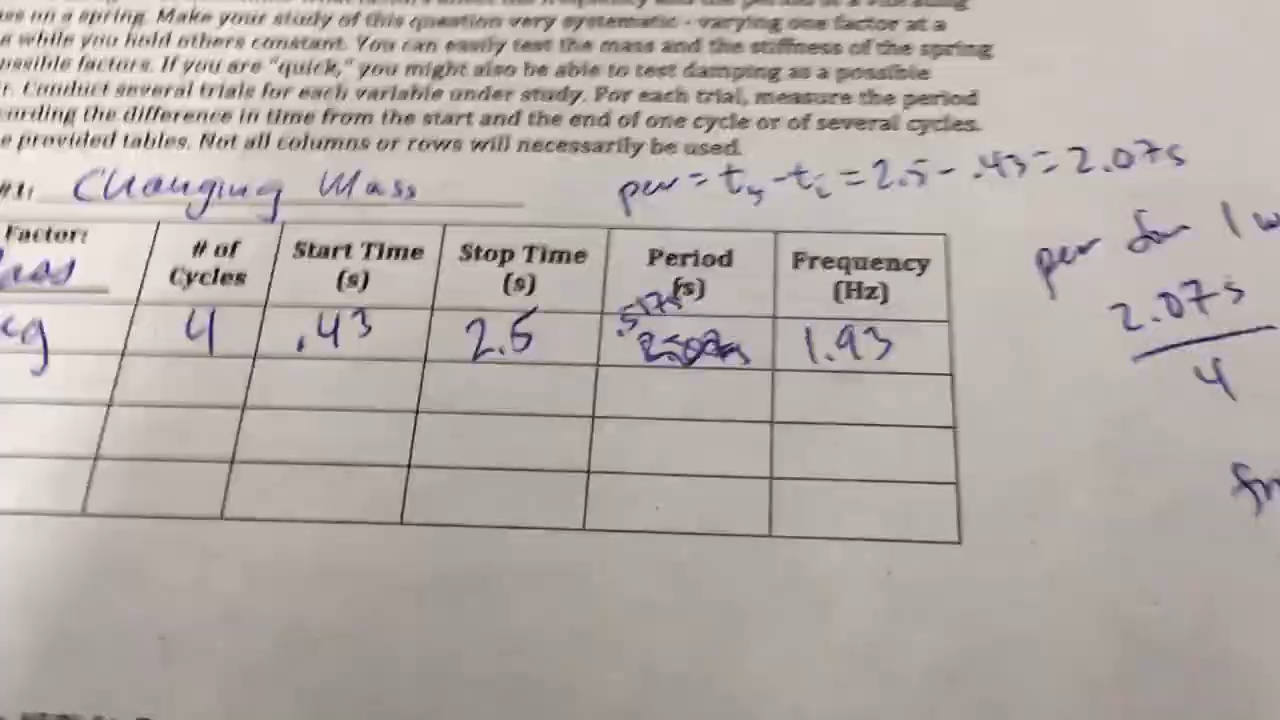 on a spring. Make your study of this question very systematic - varying one factor at a
while you hold others constant. You can easily test the mass and the stiffness of the spring
possible factors. If you are "quick," you might also be able to test damping as a possible
r. Conduct several trials for each variable under study. For each trial, measure the period
the difference in time from the start and the end of one cycle or of several cycles.
e provided tables. Not all columns or rows will necessarily be used.
#1: Changing Mass
2.5 - .43 = 2.07s
per for 1
2.07s
4
Factor: # of Cycles Start Time (s) Stop Time (s) Period (s) Frequency (Hz)
4 .43 2.5 .517s 1.93